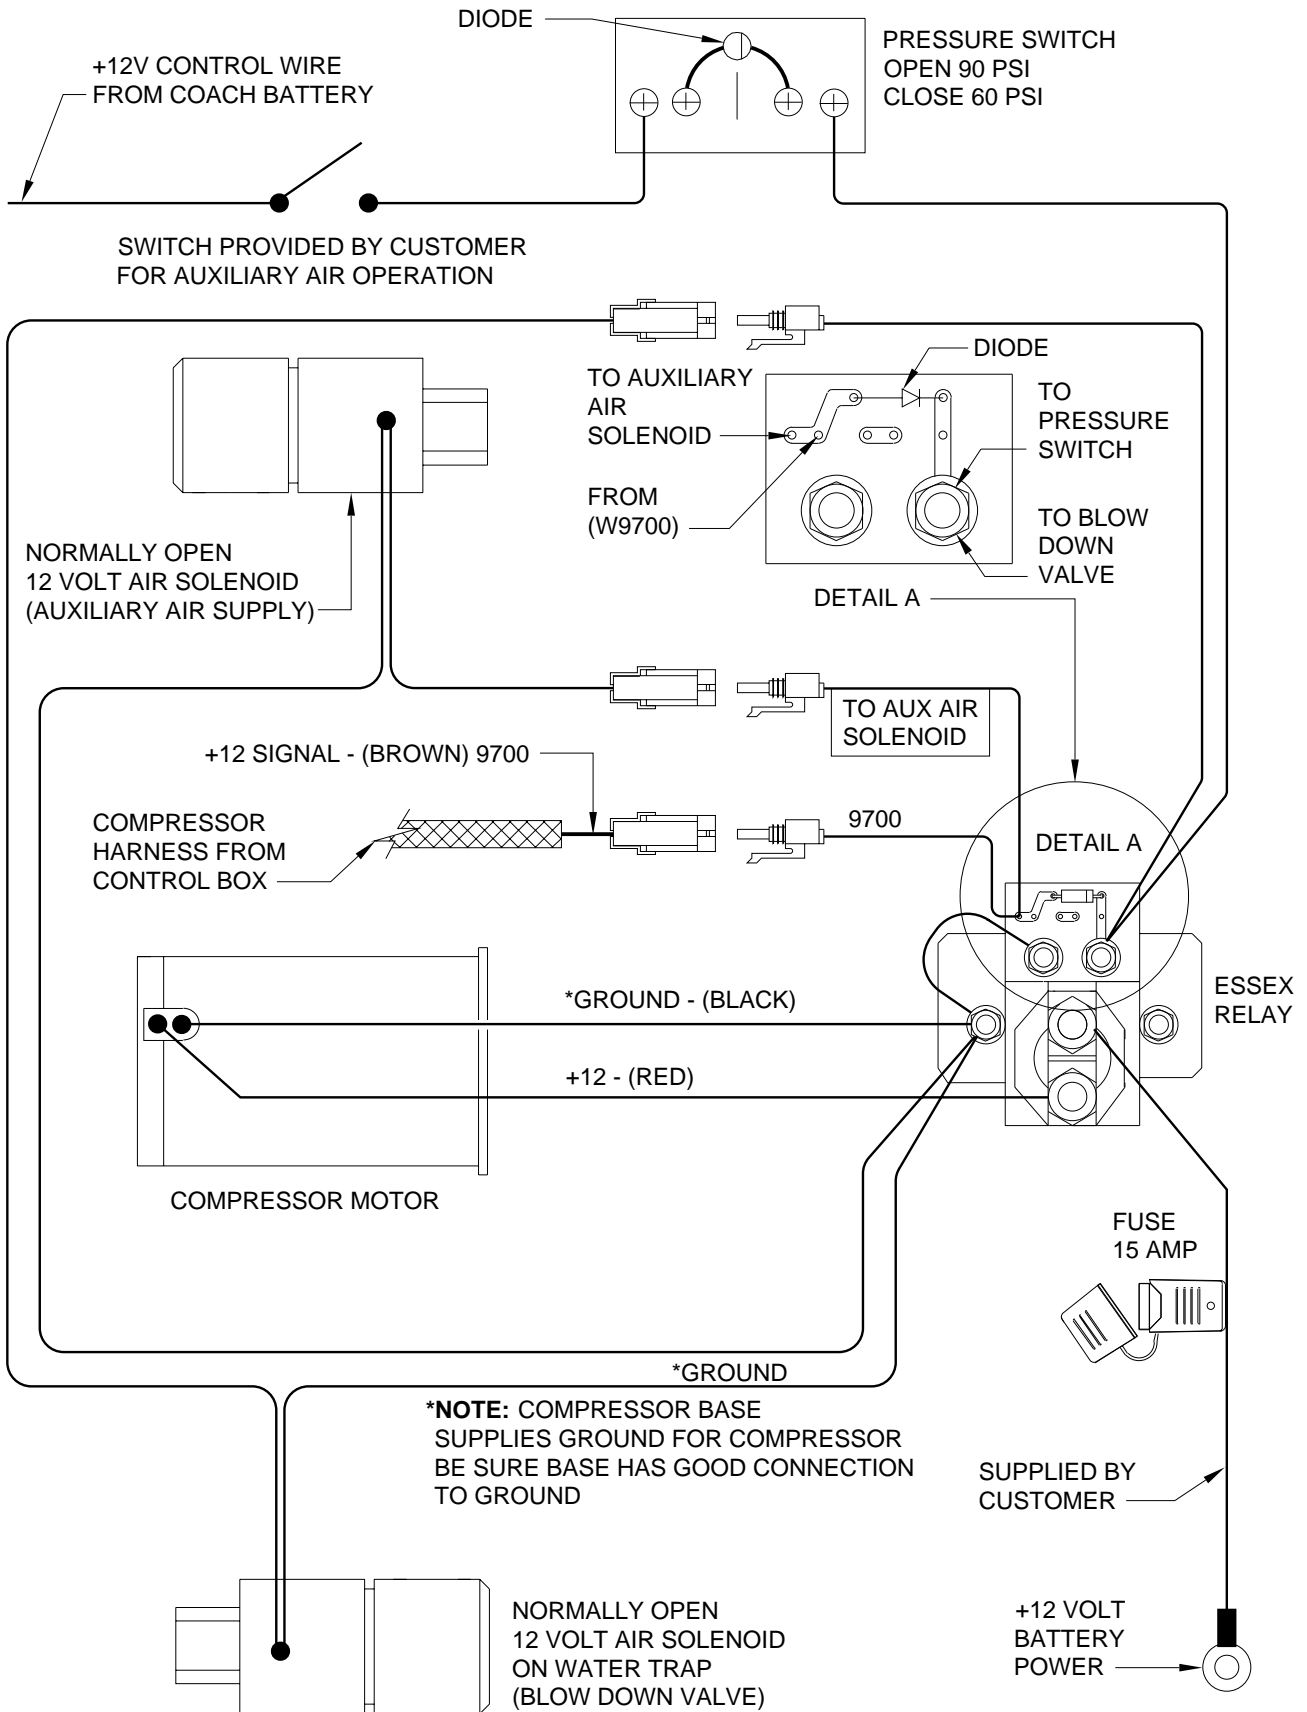 DIODE
PRESSURE SWITCH
OPEN 90 PSI
CLOSE 60 PSI
+12V CONTROL WIRE
FROM COACH BATTERY
SWITCH PROVIDED BY CUSTOMER
FOR AUXILIARY AIR OPERATION
DIODE
TO AUXILIARY
AIR
SOLENOID
TO
PRESSURE
SWITCH
FROM
(W9700)
TO BLOW
DOWN
VALVE
NORMALLY OPEN
12 VOLT AIR SOLENOID
(AUXILIARY AIR SUPPLY)
DETAIL A
TO AUX AIR
SOLENOID
+12 SIGNAL - (BROWN) 9700
COMPRESSOR
HARNESS FROM
CONTROL BOX
9700
DETAIL A
ESSEX
RELAY
*GROUND - (BLACK)
+12 - (RED)
COMPRESSOR MOTOR
FUSE
15 AMP
*GROUND
*NOTE: COMPRESSOR BASE
SUPPLIES GROUND FOR COMPRESSOR
BE SURE BASE HAS GOOD CONNECTION
TO GROUND
SUPPLIED BY
CUSTOMER
NORMALLY OPEN
12 VOLT AIR SOLENOID
ON WATER TRAP
(BLOW DOWN VALVE)
+12 VOLT
BATTERY
POWER